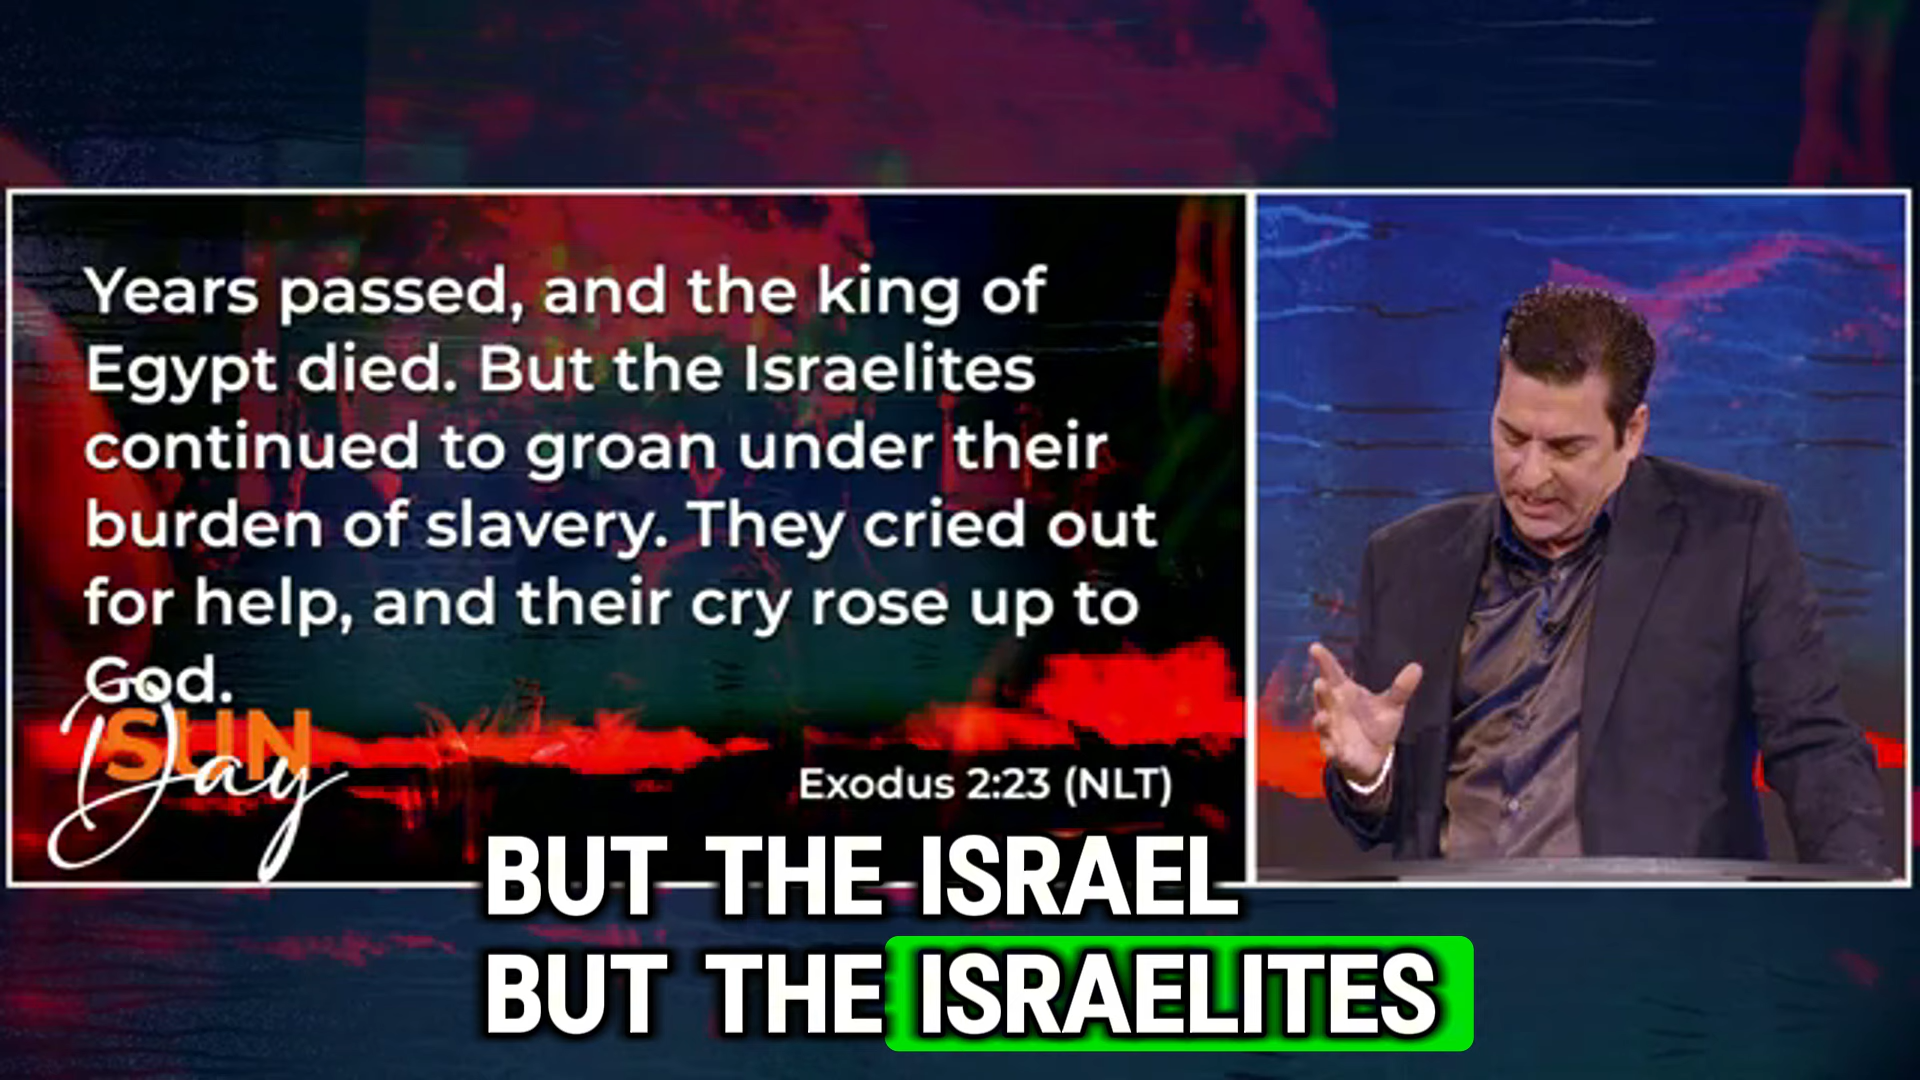 Years passed, and the king of
Egypt died. But the Israelites
continued to groan under their
burden of slavery. They cried out
for help, and their cry rose up to
God.
SUN
Day
Exodus 2:23 (NLT)
BUT THE ISRAEL
BUT THE ISRAELITES